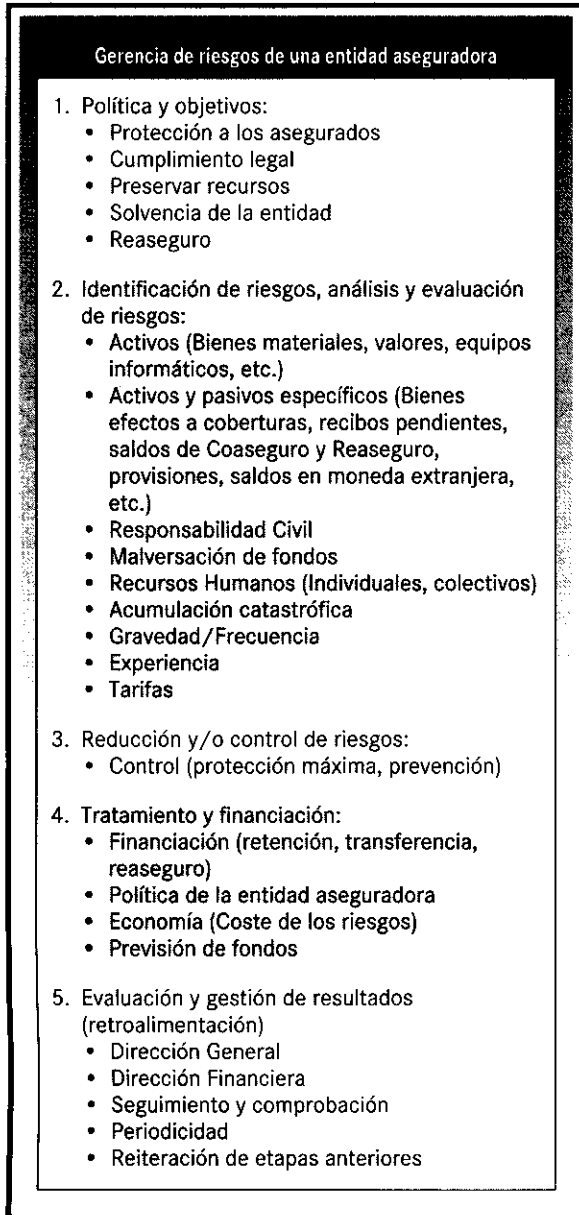 Gerencia de riesgos de una entidad aseguradora
1. Política y objetivos:
• Protección a los asegurados
• Cumplimiento legal
• Preservar recursos
• Solvencia de la entidad
• Reaseguro
2. Identificación de riesgos, análisis y evaluación
de riesgos:
• Activos (Bienes materiales, valores, equipos
informáticos, etc.)
• Activos y pasivos específicos (Bienes
efectos a coberturas, recibos pendientes,
saldos de Coaseguro y Reaseguro,
provisiones, saldos en moneda extranjera,
etc.)
• Responsabilidad Civil
• Malversación de fondos
• Recursos Humanos (Individuales, colectivos)
• Acumulación catastrófica
• Gravedad/Frecuencia
• Experiencia
• Tarifas
3. Reducción y/o control de riesgos:
• Control (protección máxima, prevención)
4. Tratamiento y financiación:
• Financiación (retención, transferencia,
reaseguro)
• Política de la entidad aseguradora
• Economía (Coste de los riesgos)
• Previsión de fondos
5. Evaluación y gestión de resultados
(retroalimentación)
• Dirección General
• Dirección Financiera
• Seguimiento y comprobación
• Periodicidad
• Reiteración de etapas anteriores